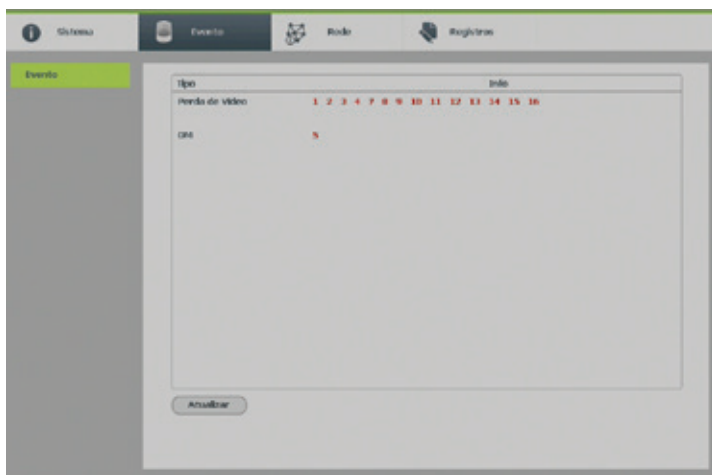 Sistema Evento Rede Registros
Evento
Tipo Info
Perda de Vídeo 1 2 3 4 7 8 9 10 11 12 13 14 15 16
DM 5
Atualizar